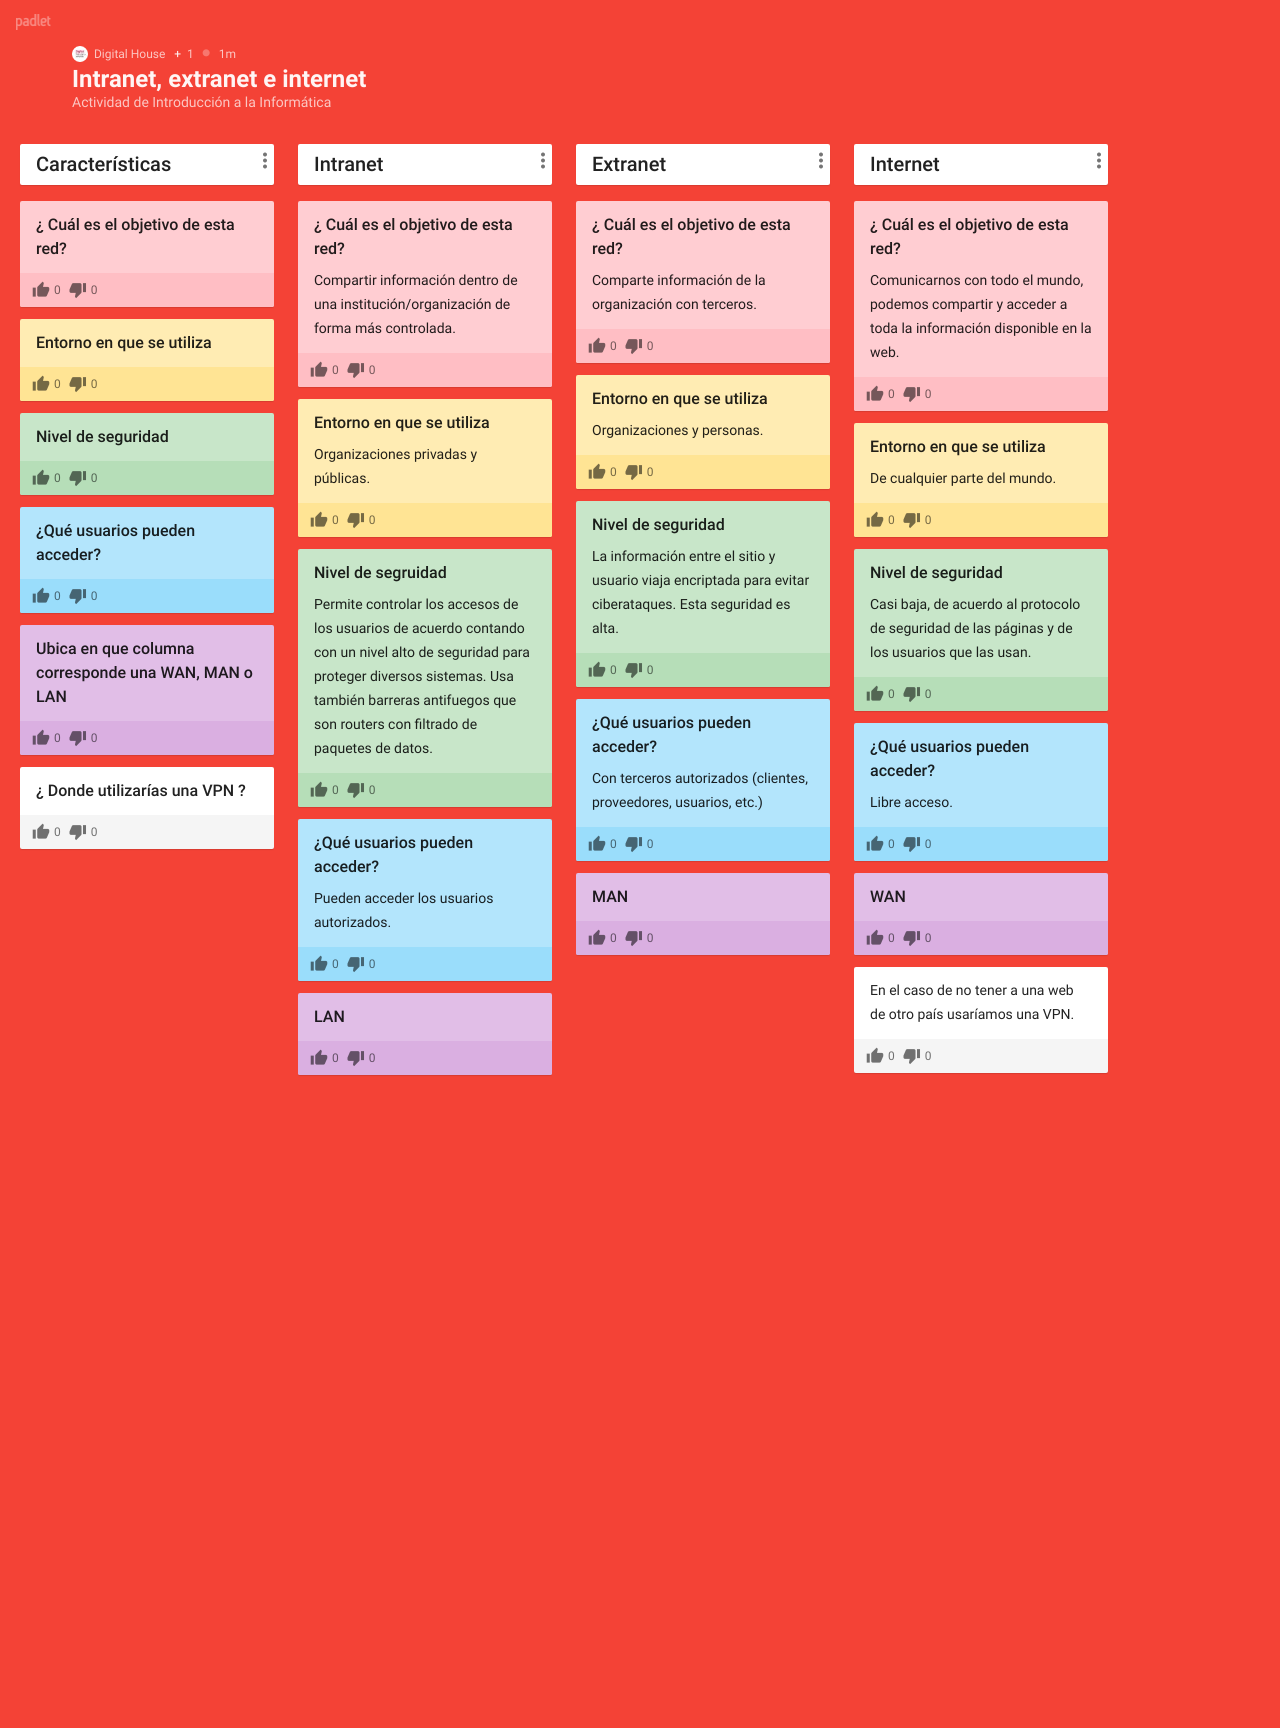 padlet
Digital House + 1 1m
Intranet, extranet e internet
Actividad de Introducción a la Informática
Características
¿ Cuál es el objetivo de esta
red?
0 0
Entorno en que se utiliza
0 0
Nivel de seguridad
0 0
¿Qué usuarios pueden
acceder?
0 0
Ubica en que columna
corresponde una WAN, MAN o
LAN
0 0
¿ Donde utilizarías una VPN ?
0 0
Intranet
¿ Cuál es el objetivo de esta
red?
Compartir información dentro de
una institución/organización de
forma más controlada.
0 0
Entorno en que se utiliza
Organizaciones privadas y
públicas.
0 0
Nivel de segruidad
Permite controlar los accesos de
los usuarios de acuerdo contando
con un nivel alto de seguridad para
proteger diversos sistemas. Usa
también barreras antifuegos que
son routers con filtrado de
paquetes de datos.
0 0
¿Qué usuarios pueden
acceder?
Pueden acceder los usuarios
autorizados.
0 0
LAN
0 0
Extranet
¿ Cuál es el objetivo de esta
red?
Comparte información de la
organización con terceros.
0 0
Entorno en que se utiliza
Organizaciones y personas.
0 0
Nivel de seguridad
La información entre el sitio y
usuario viaja encriptada para evitar
ciberataques. Esta seguridad es
alta.
0 0
¿Qué usuarios pueden
acceder?
Con terceros autorizados (clientes,
proveedores, usuarios, etc.)
0 0
MAN
0 0
Internet
¿ Cuál es el objetivo de esta
red?
Comunicarnos con todo el mundo,
podemos compartir y acceder a
toda la información disponible en la
web.
0 0
Entorno en que se utiliza
De cualquier parte del mundo.
0 0
Nivel de seguridad
Casi baja, de acuerdo al protocolo
de seguridad de las páginas y de
los usuarios que las usan.
0 0
¿Qué usuarios pueden
acceder?
Libre acceso.
0 0
WAN
0 0
En el caso de no tener a una web
de otro país usaríamos una VPN.
0 0